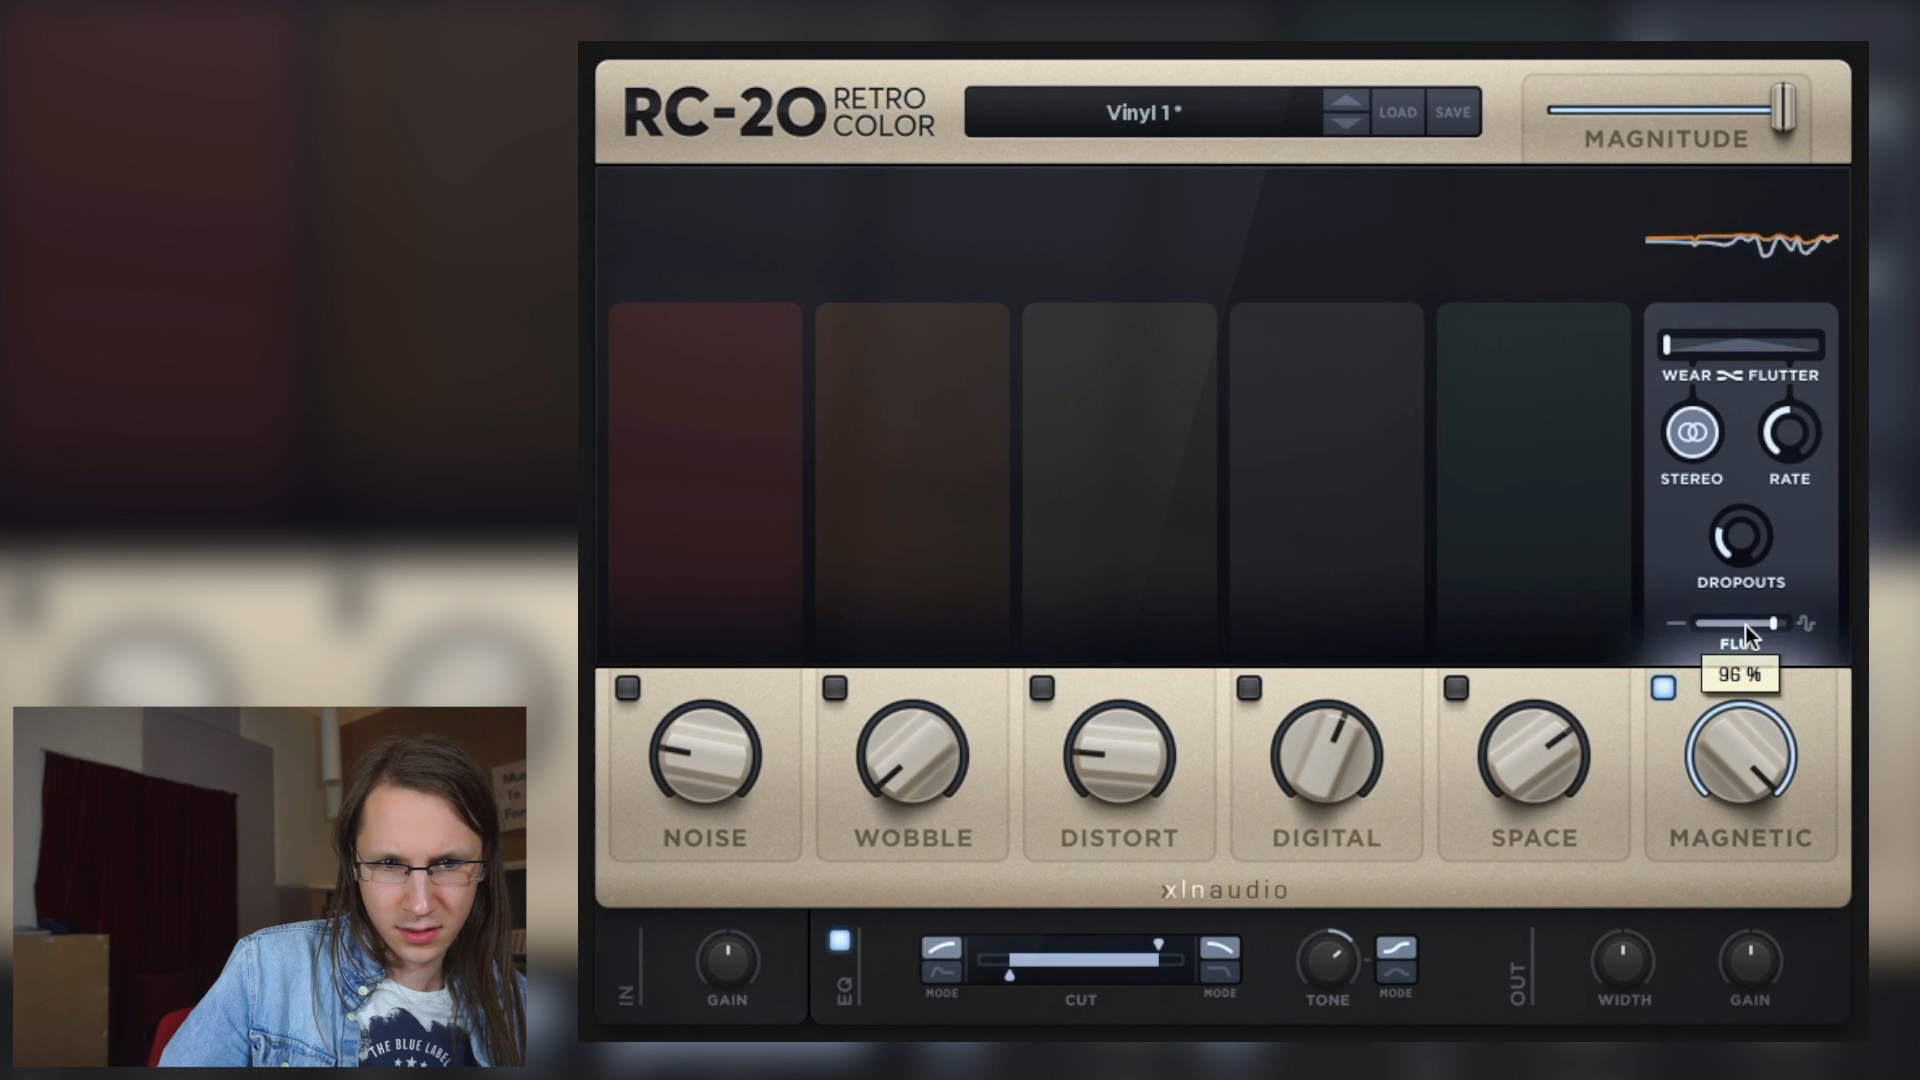 RC-20 RETRO COLOR
Vinyl 1*
LOAD
SAVE
MAGNITUDE
WEAR FLUTTER
STEREO RATE
DROPOUTS
96 %
NOISE WOBBLE DISTORT DIGITAL SPACE MAGNETIC
xlnaudio
IN
GAIN
EQ
MODE
CUT
MODE
TONE
MODE
OUT
WIDTH
GAIN
THE BLUE LABEL